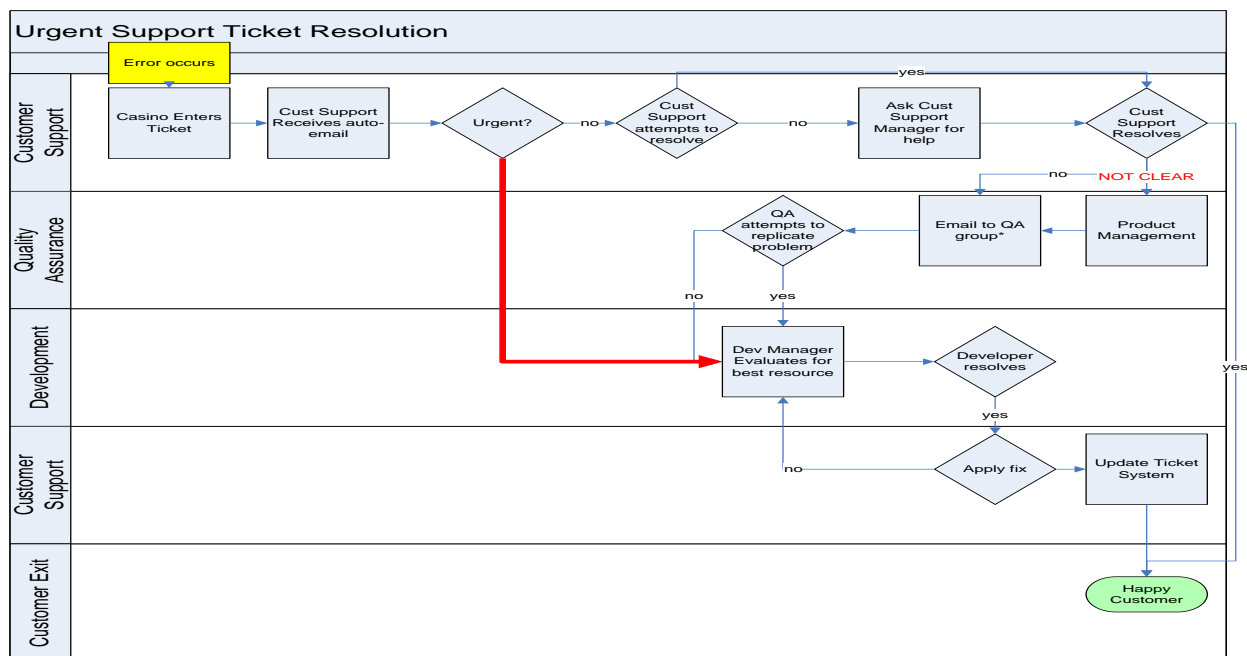 Urgent Support Ticket Resolution
Error occurs
Customer
Support
Casino Enters
Ticket
Cust Support
Receives auto-
email
Urgent?
no
Cust
Support
attempts to
resolve
yes
no
Ask Cust
Support
Manager for
help
Cust
Support
Resolves
no
NOT CLEAR
yes
Quality
Assurance
QA
attempts to
replicate
problem
Email to QA
group*
Product
Management
no
yes
Development
Dev Manager
Evaluates for
best resource
Developer
resolves
yes
Customer
Support
no
Apply fix
Update Ticket
System
Customer Exit
Happy
Customer